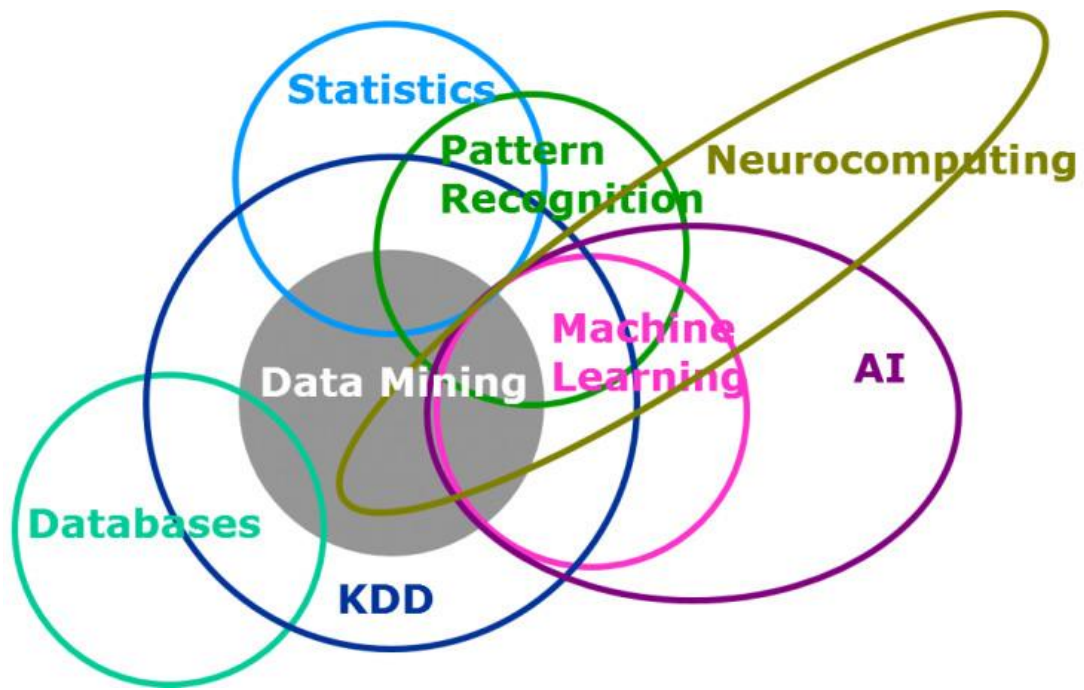 Statistics
Pattern
Recognition
Neurocomputing
Machine
Learning
AI
Data Mining
Databases
KDD